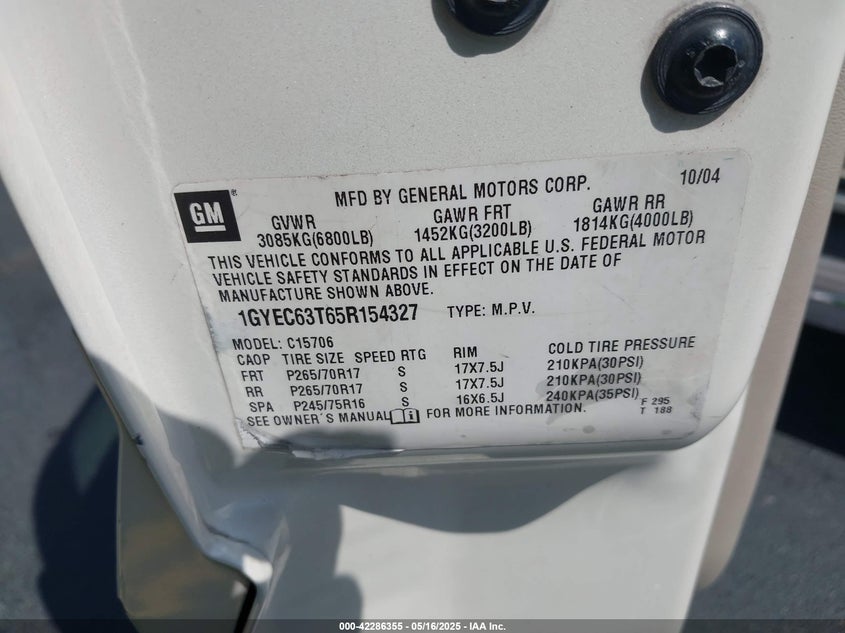 GM
MFD BY GENERAL MOTORS CORP. 10/04
GVWR GAWR FRT GAWR RR
3085KG(6800LB) 1452KG(3200LB) 1814KG(4000LB)
THIS VEHICLE CONFORMS TO ALL APPLICABLE U.S. FEDERAL MOTOR
VEHICLE SAFETY STANDARDS IN EFFECT ON THE DATE OF
MANUFACTURE SHOWN ABOVE.
1GYEC63T65R154327 TYPE: M.P.V.
MODEL: C15706
CAOP TIRE SIZE SPEED RTG RIM COLD TIRE PRESSURE
FRT P265/70R17 S 17X7.5J 210KPA(30PSI)
RR P265/70R17 S 17X7.5J 210KPA(30PSI)
SPA P245/75R16 S 16X6.5J 240KPA(35PSI)
SEE OWNER'S MANUAL i FOR MORE INFORMATION.
F 295
T 188
000-42286355 - 05/16/2025 - IAA Inc.